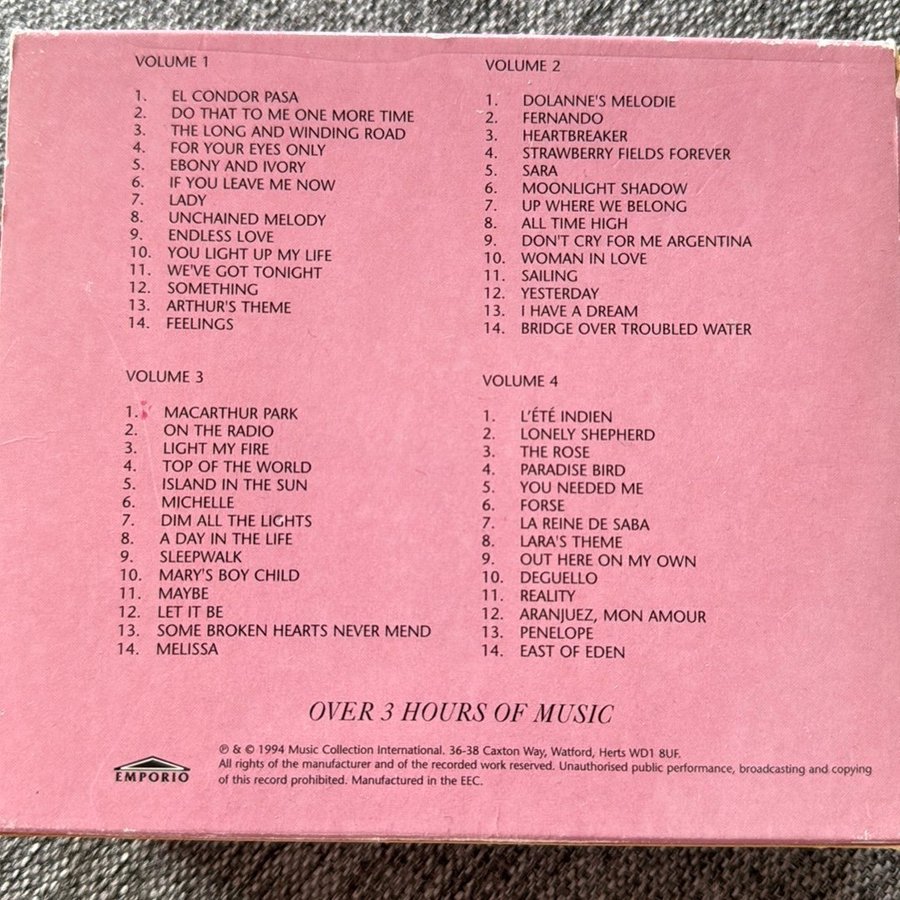 VOLUME 1
1. EL CONDOR PASA
2. DO THAT TO ME ONE MORE TIME
3. THE LONG AND WINDING ROAD
4. FOR YOUR EYES ONLY
5. EBONY AND IVORY
6. IF YOU LEAVE ME NOW
7. LADY
8. UNCHAINED MELODY
9. ENDLESS LOVE
10. YOU LIGHT UP MY LIFE
11. WE'VE GOT TONIGHT
12. SOMETHING
13. ARTHUR'S THEME
14. FEELINGS
VOLUME 2
1. DOLANNE'S MELODIE
2. FERNANDO
3. HEARTBREAKER
4. STRAWBERRY FIELDS FOREVER
5. SARA
6. MOONLIGHT SHADOW
7. UP WHERE WE BELONG
8. ALL TIME HIGH
9. DON'T CRY FOR ME ARGENTINA
10. WOMAN IN LOVE
11. SAILING
12. YESTERDAY
13. I HAVE A DREAM
14. BRIDGE OVER TROUBLED WATER
VOLUME 3
1. MACARTHUR PARK
2. ON THE RADIO
3. LIGHT MY FIRE
4. TOP OF THE WORLD
5. ISLAND IN THE SUN
6. MICHELLE
7. DIM ALL THE LIGHTS
8. A DAY IN THE LIFE
9. SLEEPWALK
10. MARY'S BOY CHILD
11. MAYBE
12. LET IT BE
13. SOME BROKEN HEARTS NEVER MEND
14. MELISSA
VOLUME 4
1. L'ÉTÉ INDIEN
2. LONELY SHEPHERD
3. THE ROSE
4. PARADISE BIRD
5. YOU NEEDED ME
6. FORSE
7. LA REINE DE SABA
8. LARA'S THEME
9. OUT HERE ON MY OWN
10. DEGUELLO
11. REALITY
12. ARANJUEZ, MON AMOUR
13. PENELOPE
14. EAST OF EDEN
OVER 3 HOURS OF MUSIC
EMPORIO
℗ & © 1994 Music Collection International. 36-38 Caxton Way, Watford, Herts WD1 8UF.
All rights of the manufacturer and of the recorded work reserved. Unauthorised public performance, broadcasting and copying
of this record prohibited. Manufactured in the EEC.